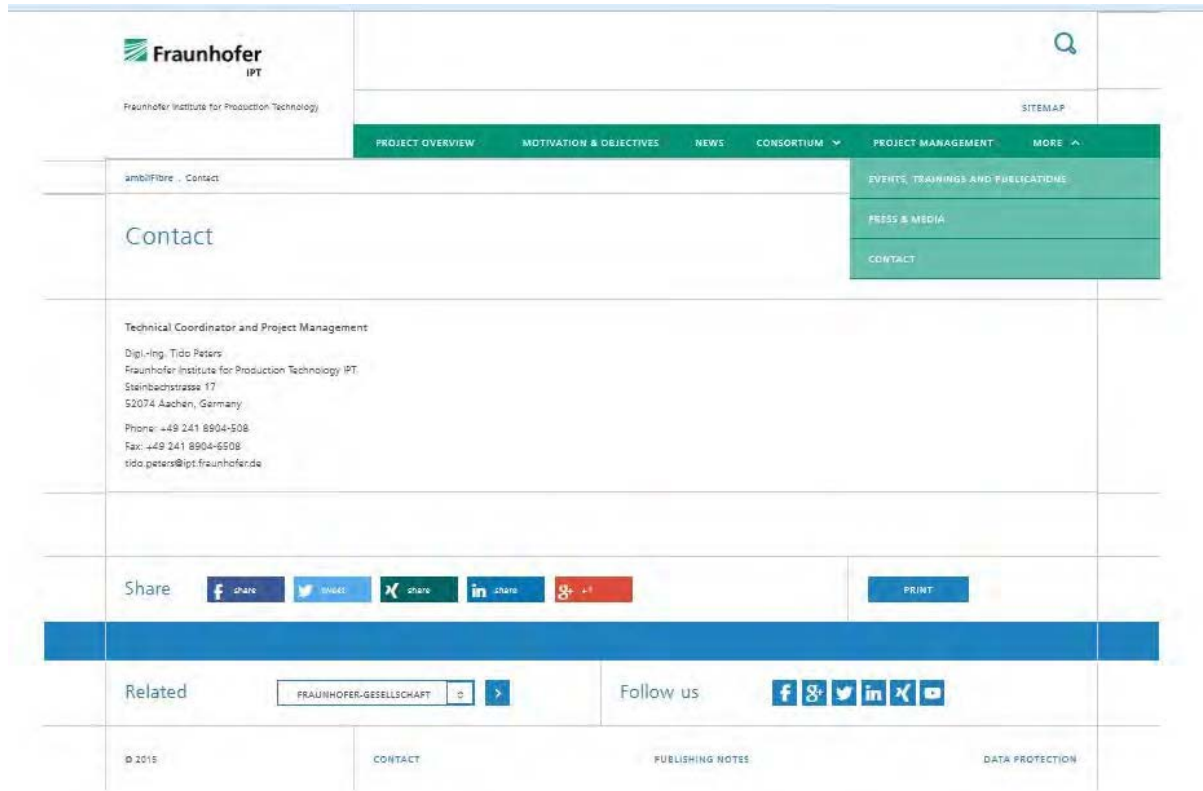 Fraunhofer
IPT
Fraunhofer Institute for Production Technology
SITEMAP
PROJECT OVERVIEW MOTIVATION & OBJECTIVES NEWS CONSORTIUM PROJECT MANAGEMENT MORE
EVENTS, TRAININGS AND PUBLICATIONS
PRESS & MEDIA
CONTACT
ambliFibre . Contact
Contact
Technical Coordinator and Project Management
Dipl.-Ing. Tido Peters
Fraunhofer Institute for Production Technology IPT
Steinbachstrasse 17
52074 Aachen, Germany
Phone: +49 241 8904-508
Fax: +49 241 8904-6508
tido.peters@ipt.fraunhofer.de
Share f share tweet share in share g+ +1 PRINT
Related FRAUNHOFER-GESELLSCHAFT Follow us f g+ in
© 2015 CONTACT PUBLISHING NOTES DATA PROTECTION